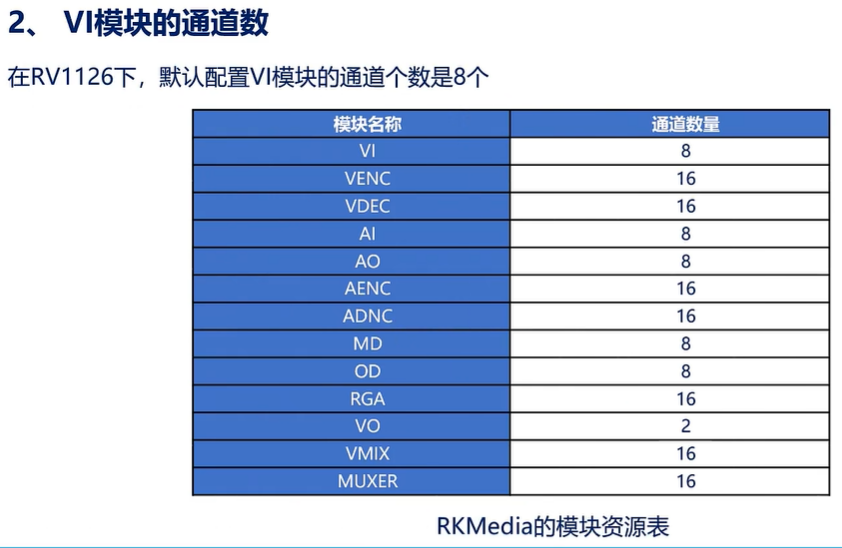 2、 VI模块的通道数
在RV1126下，默认配置VI模块的通道个数是8个
模块名称 通道数量
VI 8
VENC 16
VDEC 16
AI 8
AO 8
AENC 16
ADNC 16
MD 8
OD 8
RGA 16
VO 2
VMIX 16
MUXER 16
RKMedia的模块资源表